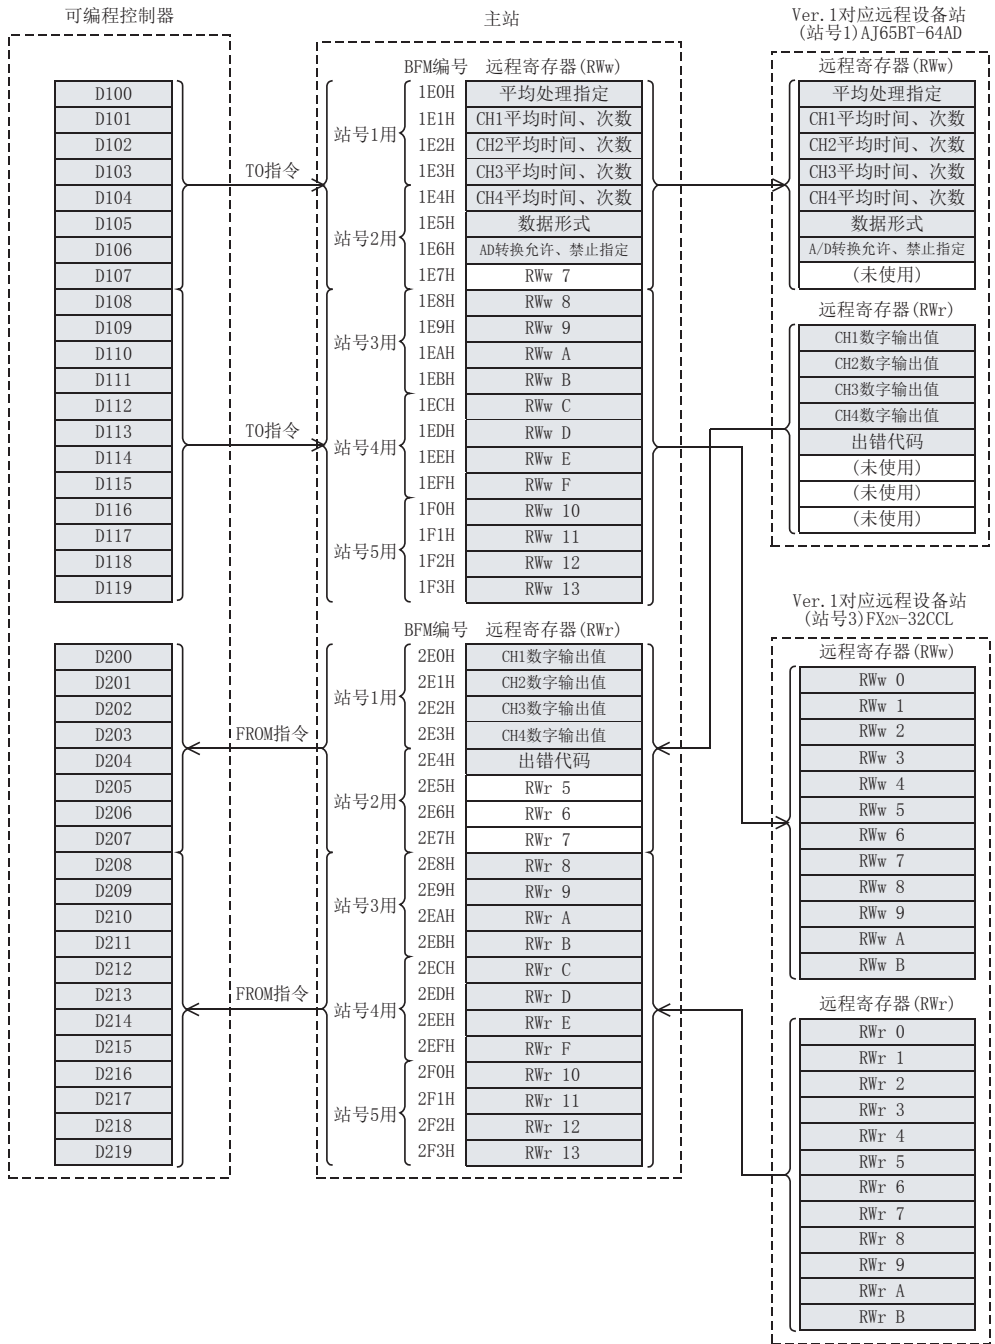 可编程控制器
D100
D101
D102
D103
D104
D105
D106
D107
D108
D109
D110
D111
D112
D113
D114
D115
D116
D117
D118
D119
D200
D201
D202
D203
D204
D205
D206
D207
D208
D209
D210
D211
D212
D213
D214
D215
D216
D217
D218
D219
TO指令
TO指令
FROM指令
FROM指令
主站
BFM编号 远程寄存器(RWw)
站号1用
站号2用
站号3用
站号4用
站号5用
1E0H 平均处理指定
1E1H CH1平均时间、次数
1E2H CH2平均时间、次数
1E3H CH3平均时间、次数
1E4H CH4平均时间、次数
1E5H 数据形式
1E6H AD转换允许、禁止指定
1E7H RWw 7
1E8H RWw 8
1E9H RWw 9
1EAH RWw A
1EBH RWw B
1ECH RWw C
1EDH RWw D
1EEH RWw E
1EFH RWw F
1F0H RWw 10
1F1H RWw 11
1F2H RWw 12
1F3H RWw 13
BFM编号 远程寄存器(RWr)
站号1用
站号2用
站号3用
站号4用
站号5用
2E0H CH1数字输出值
2E1H CH2数字输出值
2E2H CH3数字输出值
2E3H CH4数字输出值
2E4H 出错代码
2E5H RWr 5
2E6H RWr 6
2E7H RWr 7
2E8H RWr 8
2E9H RWr 9
2EAH RWr A
2EBH RWr B
2ECH RWr C
2EDH RWr D
2EEH RWr E
2EFH RWr F
2F0H RWr 10
2F1H RWr 11
2F2H RWr 12
2F3H RWr 13
Ver.1对应远程设备站
(站号1)AJ65BT-64AD
远程寄存器(RWw)
平均处理指定
CH1平均时间、次数
CH2平均时间、次数
CH3平均时间、次数
CH4平均时间、次数
数据形式
A/D转换允许、禁止指定
(未使用)
远程寄存器(RWr)
CH1数字输出值
CH2数字输出值
CH3数字输出值
CH4数字输出值
出错代码
(未使用)
(未使用)
(未使用)
Ver.1对应远程设备站
(站号3)FX2N-32CCL
远程寄存器(RWw)
RWw 0
RWw 1
RWw 2
RWw 3
RWw 4
RWw 5
RWw 6
RWw 7
RWw 8
RWw 9
RWw A
RWw B
远程寄存器(RWr)
RWr 0
RWr 1
RWr 2
RWr 3
RWr 4
RWr 5
RWr 6
RWr 7
RWr 8
RWr 9
RWr A
RWr B